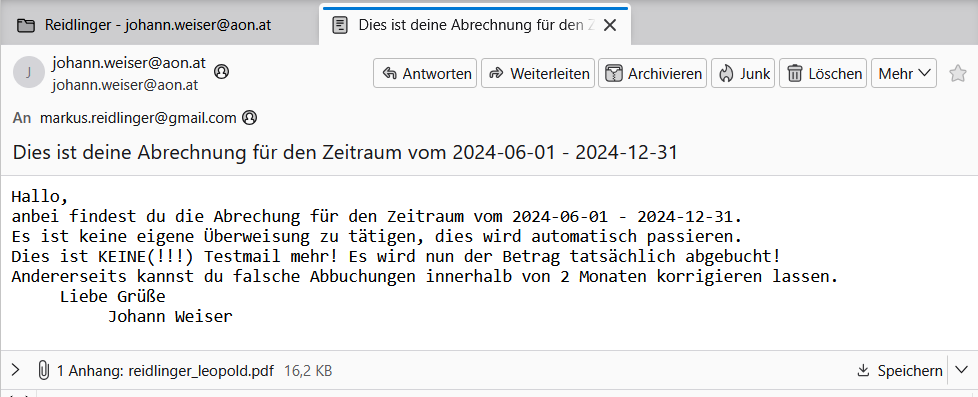 Reidlinger - johann.weiser@aon.at
Dies ist deine Abrechnung für den Z
J
johann.weiser@aon.at
johann.weiser@aon.at
Antworten
Weiterleiten
Archivieren
Junk
Löschen
Mehr
An markus.reidlinger@gmail.com
Dies ist deine Abrechnung für den Zeitraum vom 2024-06-01 - 2024-12-31
Hallo,
anbei findest du die Abrechung für den Zeitraum vom 2024-06-01 - 2024-12-31.
Es ist keine eigene Überweisung zu tätigen, dies wird automatisch passieren.
Dies ist KEINE(!!!) Testmail mehr! Es wird nun der Betrag tatsächlich abgebucht!
Andererseits kannst du falsche Abbuchungen innerhalb von 2 Monaten korrigieren lassen.
Liebe Grüße
Johann Weiser
1 Anhang: reidlinger_leopold.pdf 16,2 KB
Speichern